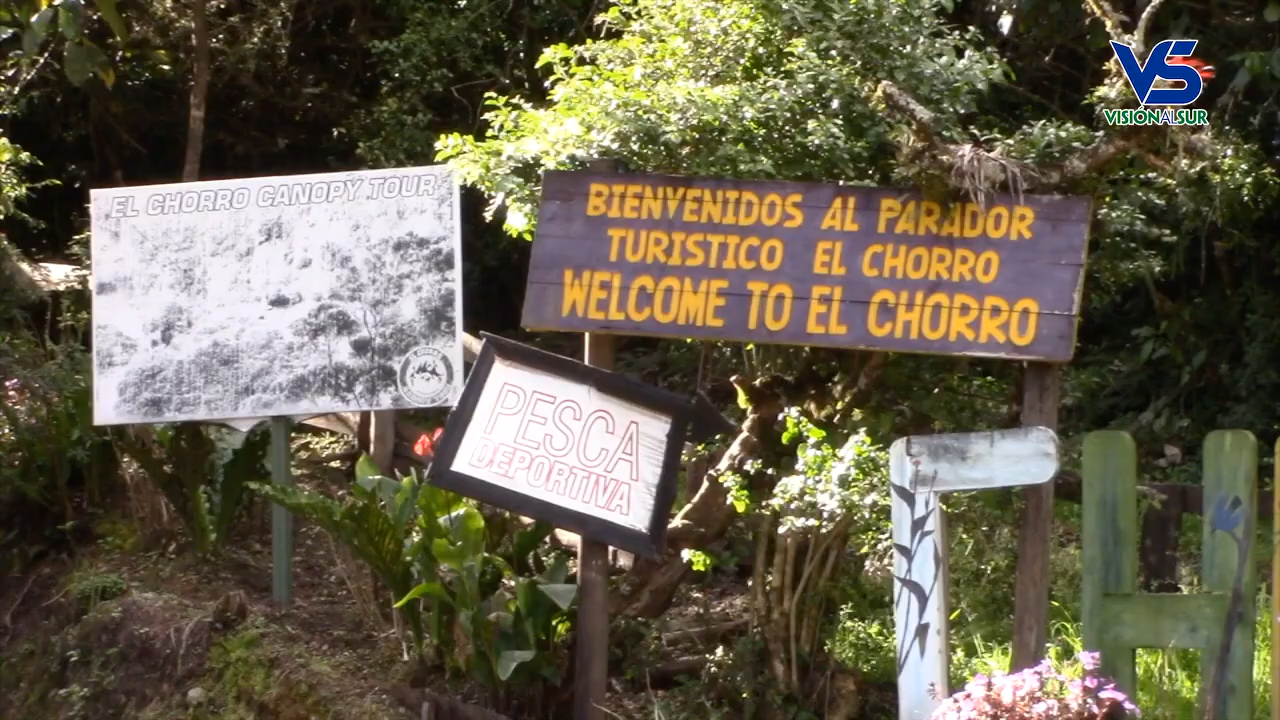 VS
VISIÓNALSUR
EL CHORRO CANOPY TOUR
BIENVENIDOS AL PARADOR
TURISTICO EL CHORRO
WELCOME TO EL CHORRO
PESCA
DEPORTIVA